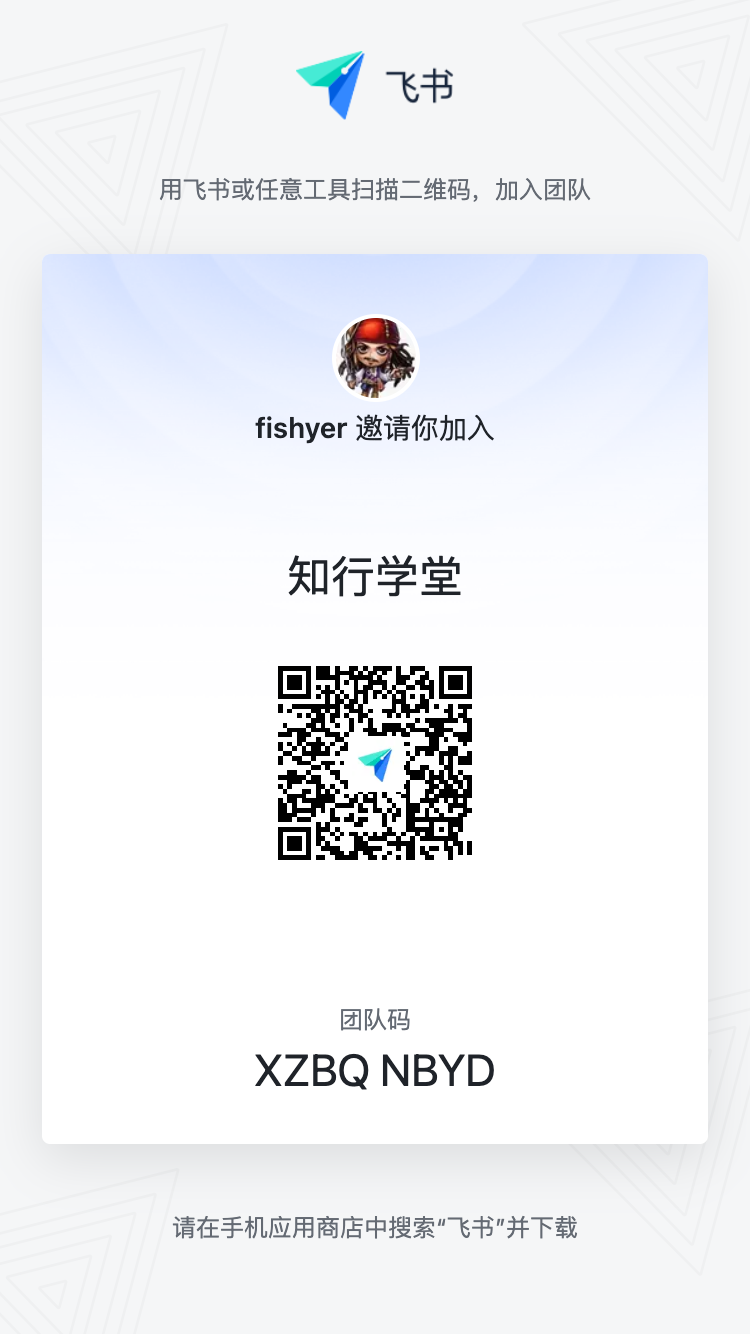 飞书
用飞书或任意工具扫描二维码，加入团队
fishyer 邀请你加入
知行学堂
团队码
XZBQ NBYD
请在手机应用商店中搜索“飞书”并下载